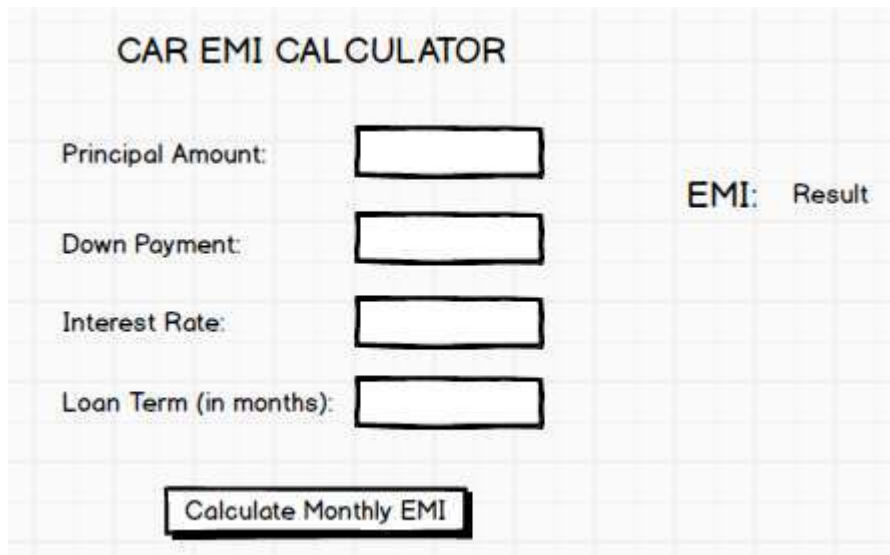 CAR EMI CALCULATOR
Principal Amount:
EMI: Result
Down Payment:
Interest Rate:
Loan Term (in months):
Calculate Monthly EMI